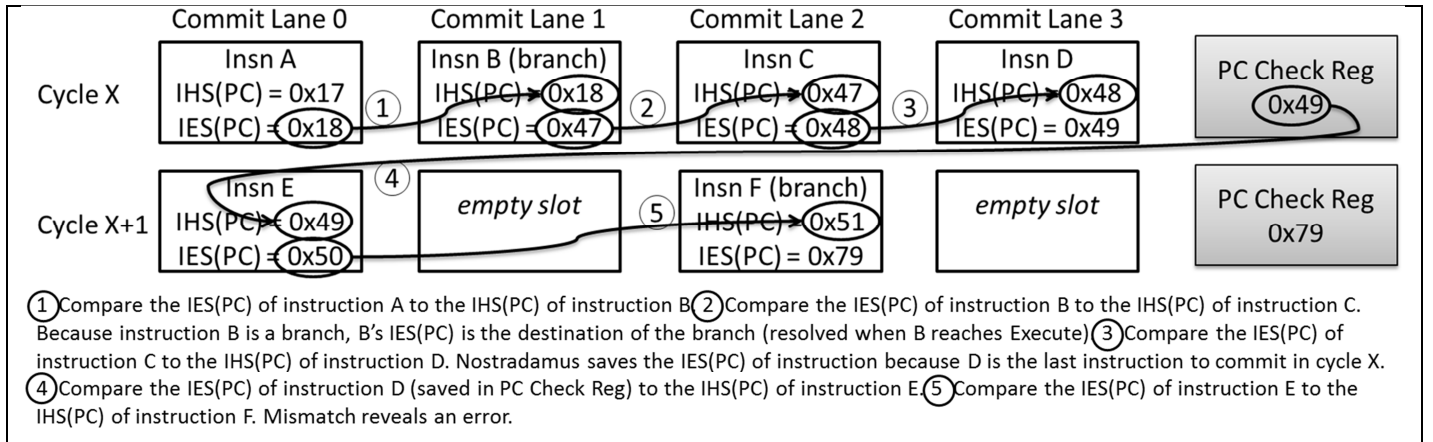 Commit Lane 0 Commit Lane 1 Commit Lane 2 Commit Lane 3
Cycle X
Insn A
IHS(PC) = 0x17
IES(PC) = 0x18
1
Insn B (branch)
IHS(PC) 0x18
IES(PC) = 0x47
2
Insn C
IHS(PC) 0x47
IES(PC) = 0x48
3
Insn D
IHS(PC) 0x48
IES(PC) = 0x49
PC Check Reg
0x49
4
Cycle X+1
Insn E
IHS(PC) = 0x49
IES(PC) = 0x50
empty slot
5
Insn F (branch)
IHS(PC) 0x51
IES(PC) = 0x79
empty slot
PC Check Reg
0x79
1 Compare the IES(PC) of instruction A to the IHS(PC) of instruction B. 2 Compare the IES(PC) of instruction B to the IHS(PC) of instruction C.
Because instruction B is a branch, B’s IES(PC) is the destination of the branch (resolved when B reaches Execute) 3 Compare the IES(PC) of
instruction C to the IHS(PC) of instruction D. Nostradamus saves the IES(PC) of instruction because D is the last instruction to commit in cycle X.
4 Compare the IES(PC) of instruction D (saved in PC Check Reg) to the IHS(PC) of instruction E. 5 Compare the IES(PC) of instruction E to the
IHS(PC) of instruction F. Mismatch reveals an error.